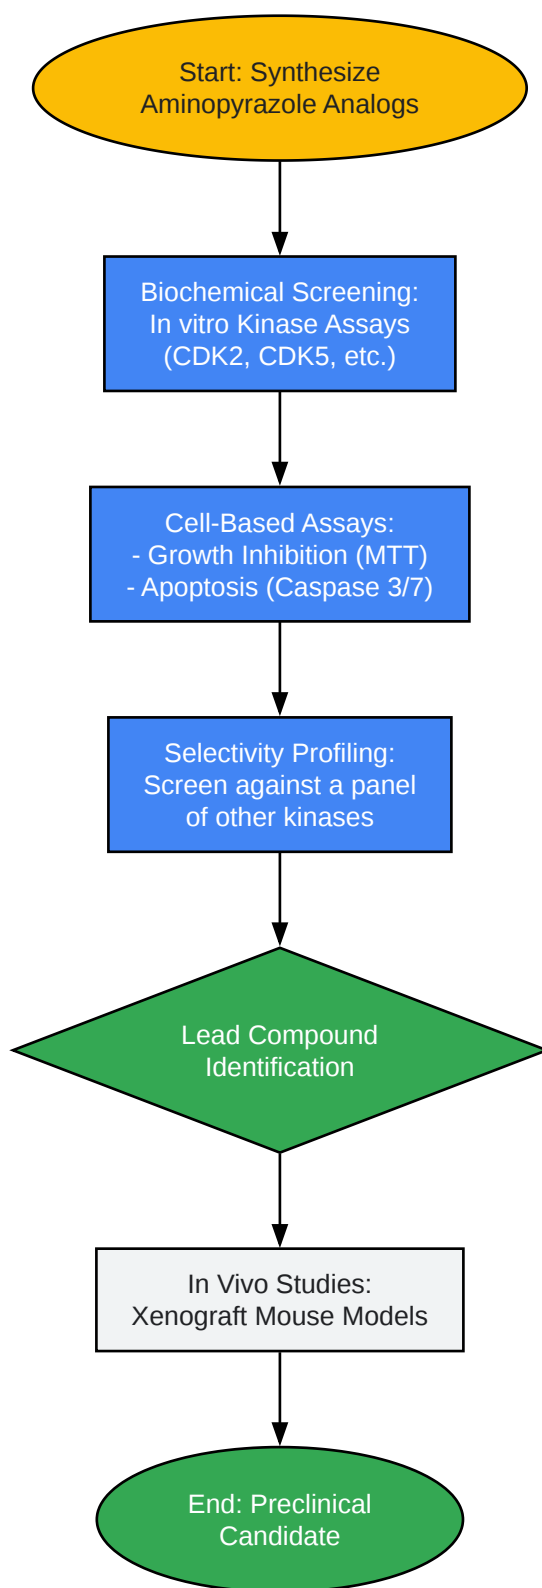 Start: Synthesize
Aminopyrazole Analogs
Biochemical Screening:
In vitro Kinase Assays
(CDK2, CDK5, etc.)
Cell-Based Assays:
- Growth Inhibition (MTT)
- Apoptosis (Caspase 3/7)
Selectivity Profiling:
Screen against a panel
of other kinases
Lead Compound
Identification
In Vivo Studies:
Xenograft Mouse Models
End: Preclinical
Candidate